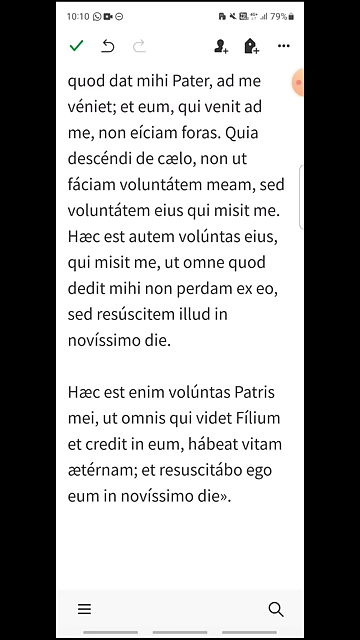 10:10 79%
quod dat mihi Pater, ad me
véniet; et eum, qui venit ad
me, non eíciam foras. Quia
descéndi de cælo, non ut
fáciam voluntátem meam, sed
voluntátem eius qui misit me.
Hæc est autem volúntas eius,
qui misit me, ut omne quod
dedit mihi non perdam ex eo,
sed resúscitem illud in
novíssimo die.
Hæc est enim volúntas Patris
mei, ut omnis qui videt Fílium
et credit in eum, hábeat vitam
ætérnam; et resuscitábo ego
eum in novíssimo die».